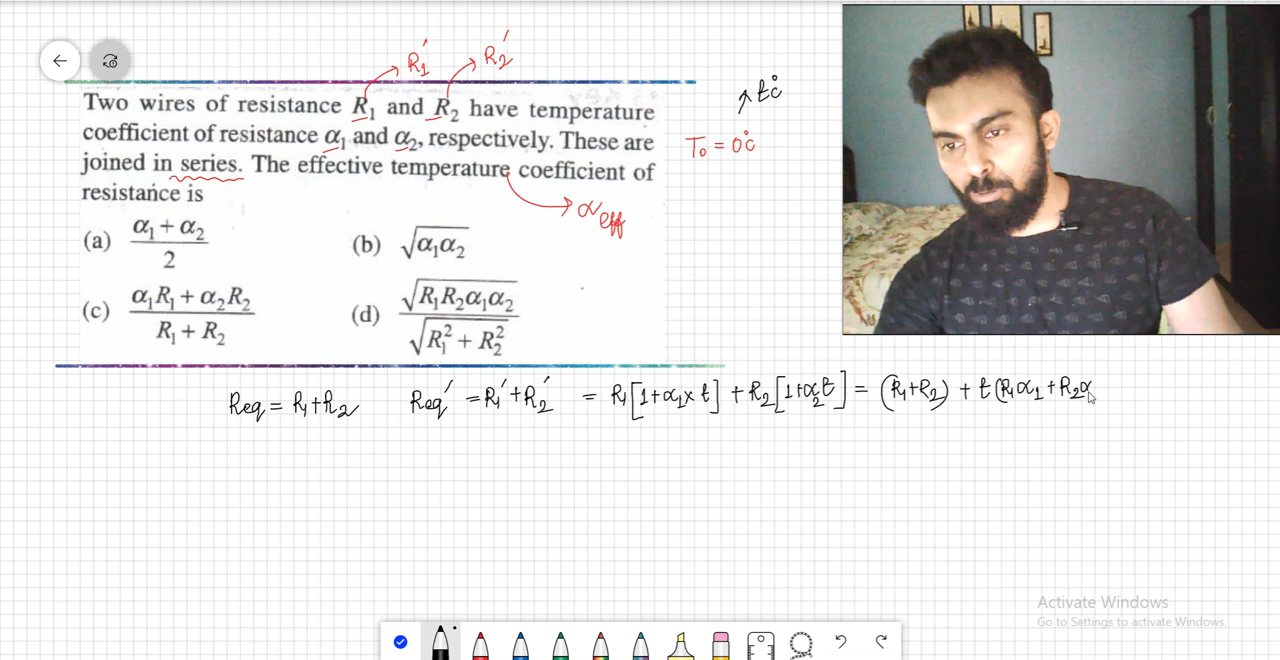 R₁′ R₂′
Two wires of resistance R₁ and R₂ have temperature
coefficient of resistance α₁ and α₂, respectively. These are
joined in series. The effective temperature coefficient of
resistance is
↗ t°C
T₀ = 0°C
α eff
(a) (α₁ + α₂)/2 (b) √(α₁α₂)
(c) (α₁R₁ + α₂R₂)/(R₁ + R₂) (d) √(R₁R₂α₁α₂)/√(R₁² + R₂²)
Req = R₁+R₂ Req′ = R₁′+R₂′ = R₁[1+α₁×t] + R₂[1+α₂t] = (R₁+R₂) + t(R₁α₁+R₂α
Activate Windows
Go to Settings to activate Windows.